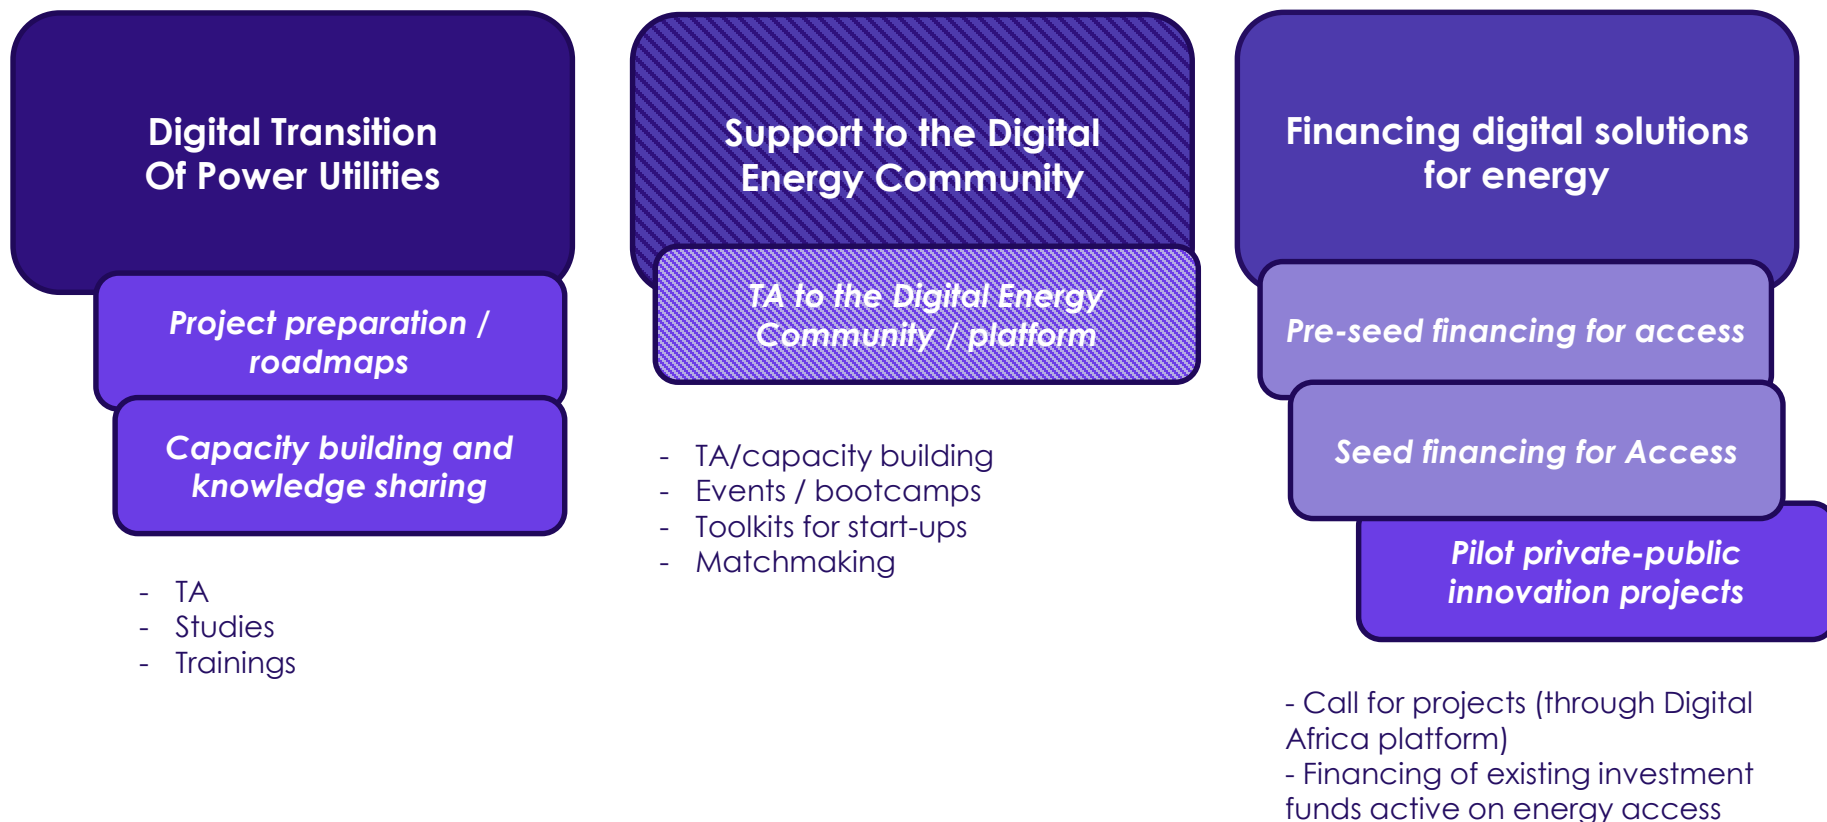 Digital Transition
Of Power Utilities
Project preparation /
roadmaps
Capacity building and
knowledge sharing
- TA
- Studies
- Trainings
Support to the Digital
Energy Community
TA to the Digital Energy
Community / platform
- TA/capacity building
- Events / bootcamps
- Toolkits for start-ups
- Matchmaking
Financing digital solutions
for energy
Pre-seed financing for access
Seed financing for Access
Pilot private-public
innovation projects
- Call for projects (through Digital
Africa platform)
- Financing of existing investment
funds active on energy access